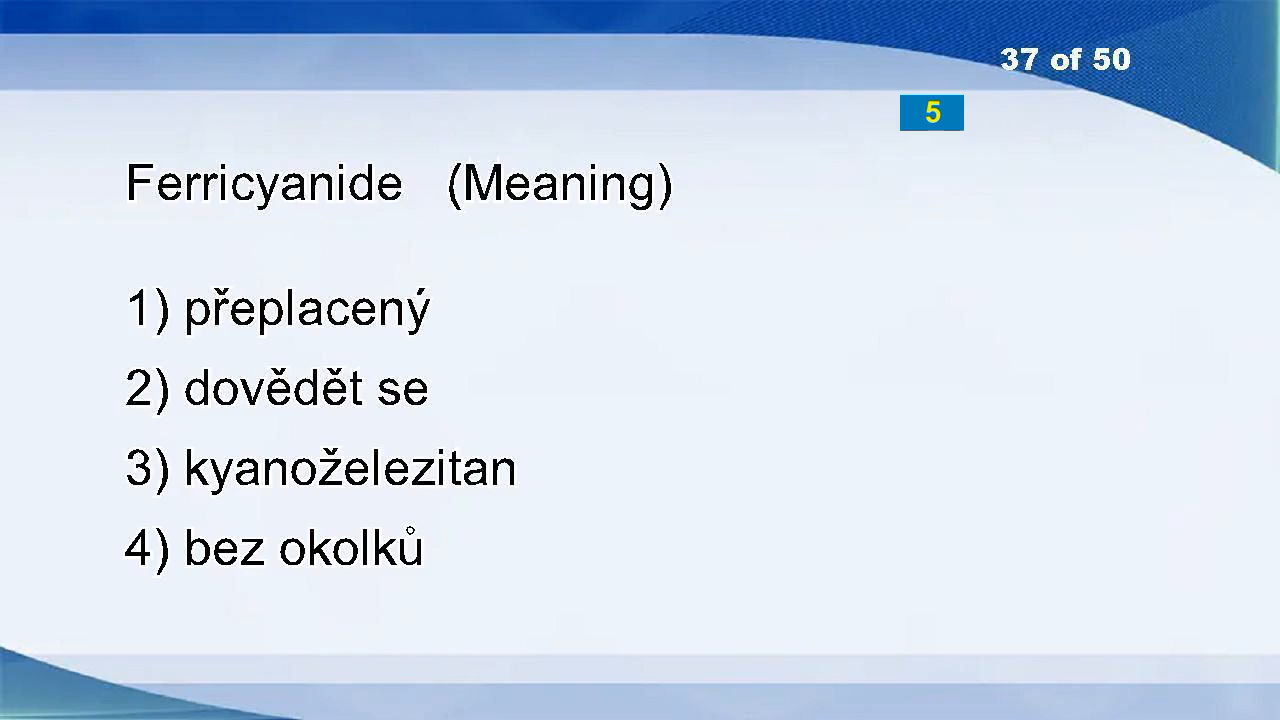 37 of 50
5
Ferricyanide (Meaning)
1) přeplacený
2) dovědět se
3) kyanoželezitan
4) bez okolků